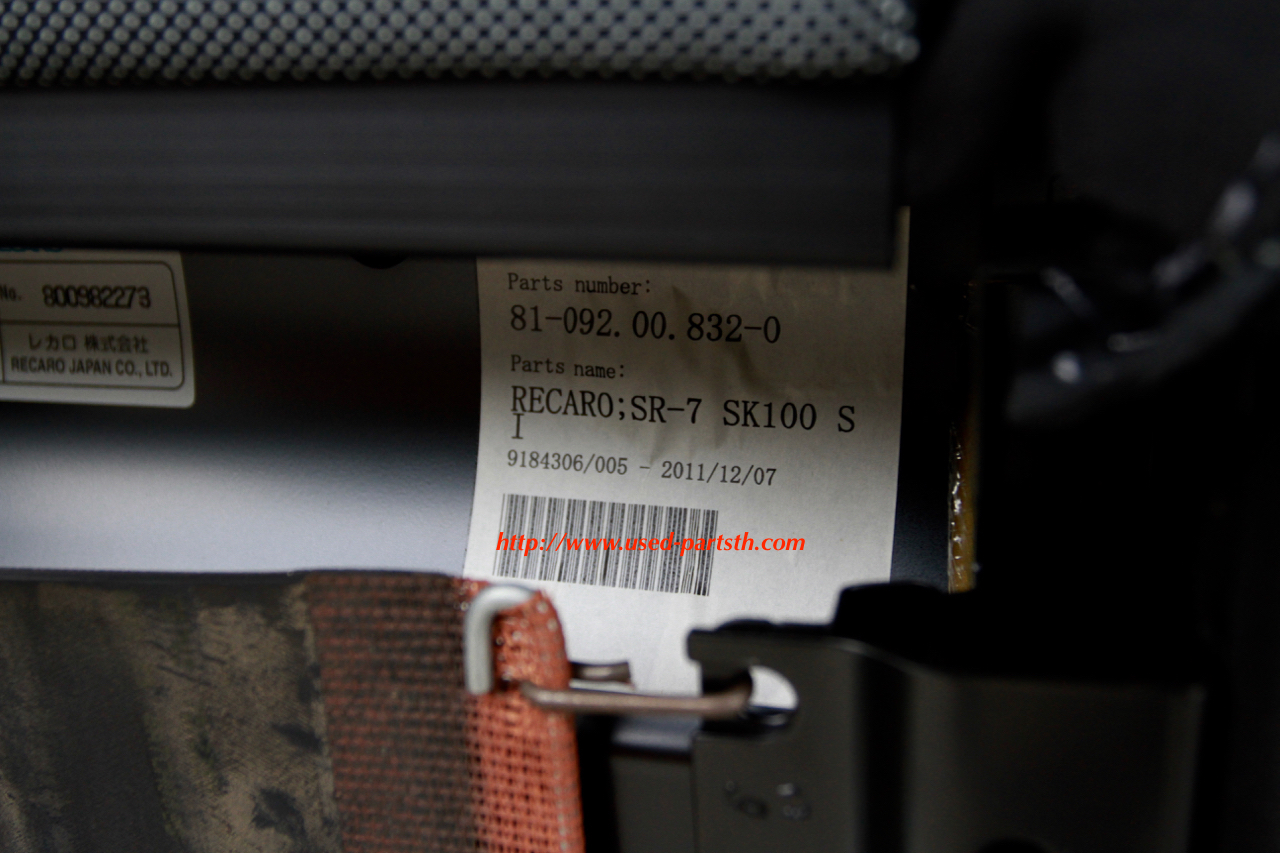 No. 800982273
レカロ 株式会社
RECARO JAPAN CO., LTD.
Parts number:
81-092.00.832-0
Parts name:
RECARO;SR-7 SK100 S
I
9184306/005 - 2011/12/07
http://www.used-partsth.com